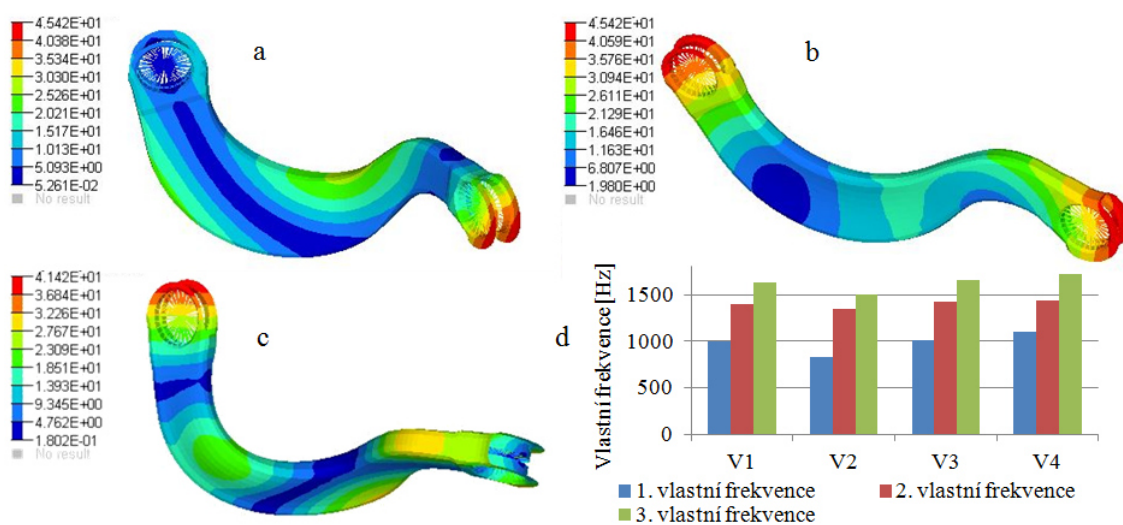 4.542E+01
4.038E+01
3.534E+01
3.030E+01
2.526E+01
2.021E+01
1.517E+01
1.013E+01
5.093E+00
5.261E-02
No result
a
4.542E+01
4.059E+01
3.576E+01
3.094E+01
2.611E+01
2.129E+01
1.646E+01
1.163E+01
6.807E+00
1.980E+00
No result
b
4.142E+01
3.684E+01
3.226E+01
2.767E+01
2.309E+01
1.851E+01
1.393E+01
9.345E+00
4.762E+00
1.802E-01
No result
c
d
Vlastní frekvence [Hz]
1500
1000
500
0
V1 V2 V3 V4
1. vlastní frekvence 2. vlastní frekvence
3. vlastní frekvence